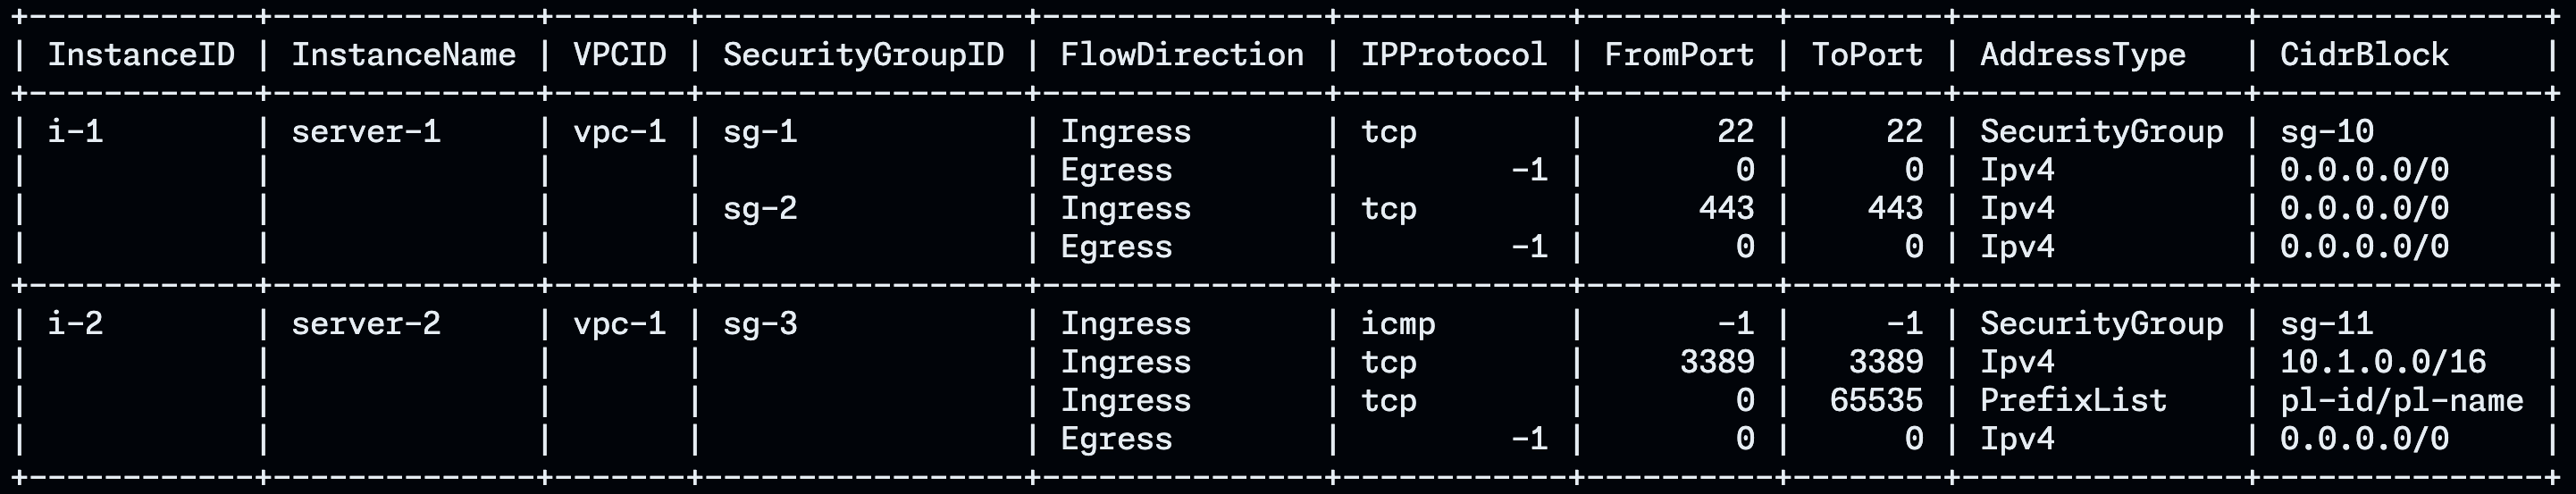 +------------+--------------+-------+-----------------+---------------+------------+----------+--------+---------------+--------------+
| InstanceID | InstanceName | VPCID | SecurityGroupID | FlowDirection | IPProtocol | FromPort | ToPort | AddressType   | CidrBlock    |
+------------+--------------+-------+-----------------+---------------+------------+----------+--------+---------------+--------------+
| i-1        | server-1     | vpc-1 | sg-1            | Ingress       | tcp        |       22 |     22 | SecurityGroup | sg-10        |
|            |              |       |                 | Egress        |         -1 |        0 |      0 | Ipv4          | 0.0.0.0/0    |
|            |              |       | sg-2            | Ingress       | tcp        |      443 |    443 | Ipv4          | 0.0.0.0/0    |
|            |              |       |                 | Egress        |         -1 |        0 |      0 | Ipv4          | 0.0.0.0/0    |
+------------+--------------+-------+-----------------+---------------+------------+----------+--------+---------------+--------------+
| i-2        | server-2     | vpc-1 | sg-3            | Ingress       | icmp       |       -1 |     -1 | SecurityGroup | sg-11        |
|            |              |       |                 | Ingress       | tcp        |     3389 |   3389 | Ipv4          | 10.1.0.0/16  |
|            |              |       |                 | Ingress       | tcp        |        0 |  65535 | PrefixList    | pl-id/pl-name |
|            |              |       |                 | Egress        |         -1 |        0 |      0 | Ipv4          | 0.0.0.0/0    |
+------------+--------------+-------+-----------------+---------------+------------+----------+--------+---------------+--------------+